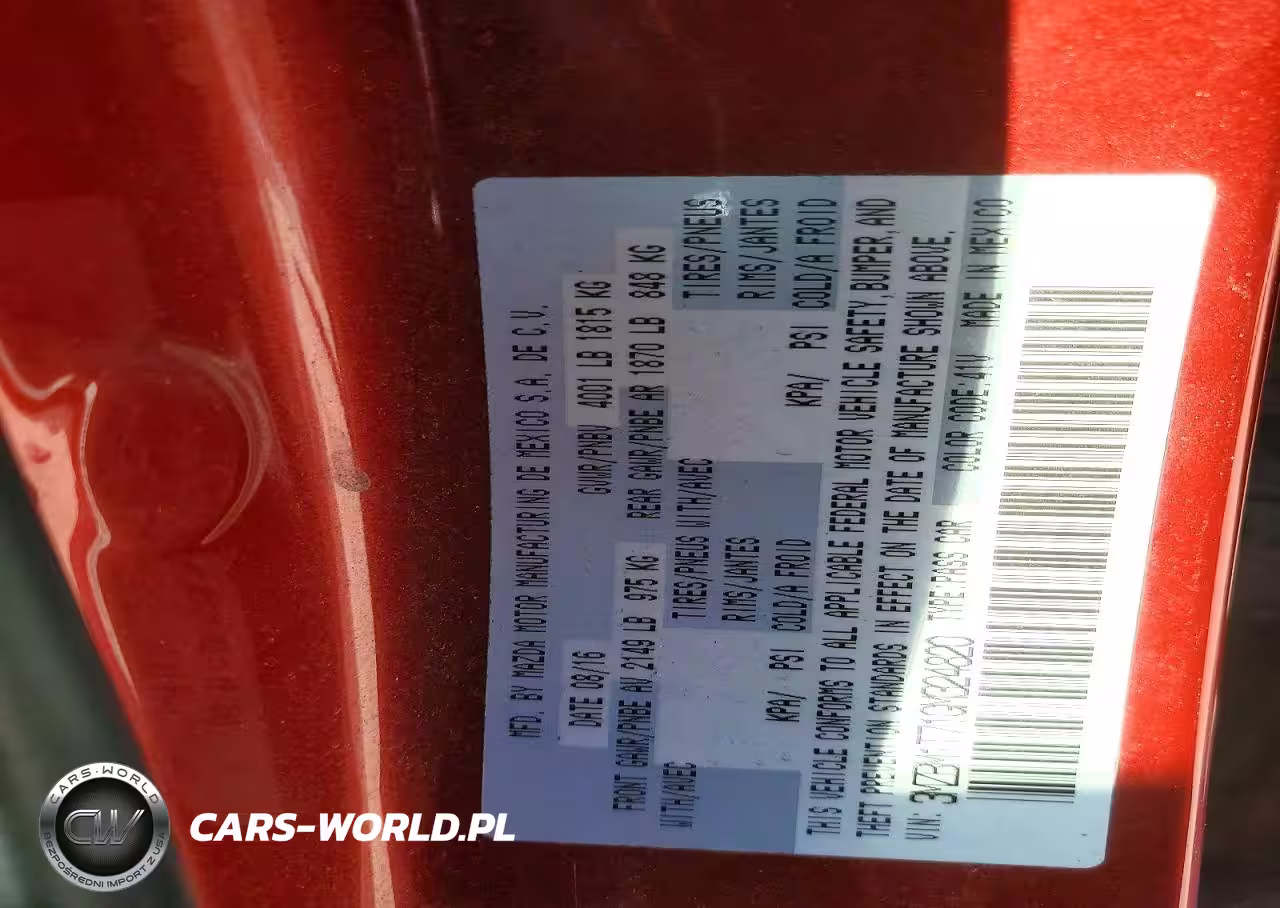 MFD. BY MAZDA MOTOR MANUFACTURING DE MEXICO S.A. DE C.V.
DATE 08/16 GVWR/PNBV 4001 LB 1815 KG
FRONT GAWR/PNBE AV 2149 LB 975 KG REAR GAWR/PNBE AR 1870 LB 848 KG
WITH/AVEC TIRES/PNEUS WITH/AVEC TIRES/PNEUS
RIMS/JANTES RIMS/JANTES
KPA/ PSI COLD/A FROID KPA/ PSI COLD/A FROID
THIS VEHICLE CONFORMS TO ALL APPLICABLE FEDERAL MOTOR VEHICLE SAFETY, BUMPER, AND
THEFT PREVENTION STANDARDS IN EFFECT ON THE DATE OF MANUFACTURE SHOWN ABOVE.
VIN: TYPE:PASS CAR COLOR CODE:41V MADE IN MEXICO
CARS-WORLD
CW
BEZPOŚREDNI IMPORT Z USA
CARS-WORLD.PL